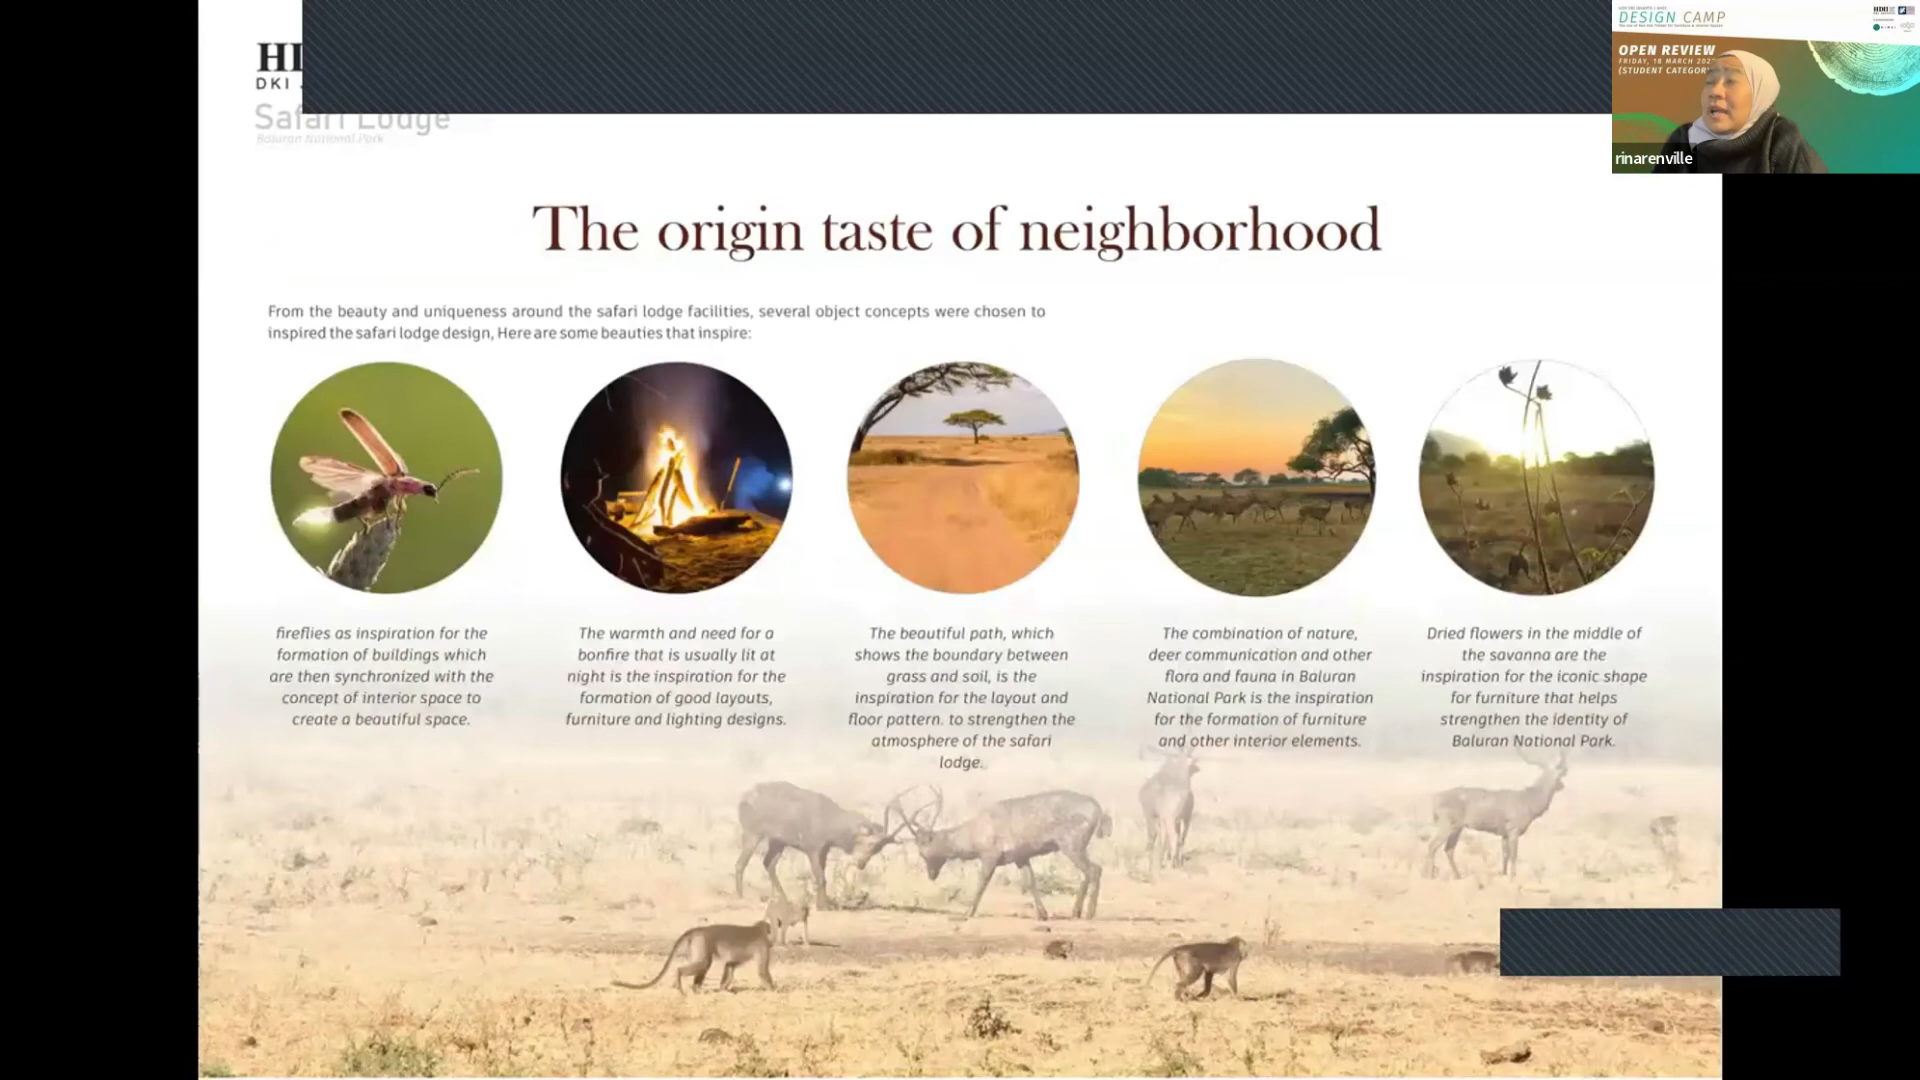 DKI
Safari Lodge
Baluran National Park
The origin taste of neighborhood
From the beauty and uniqueness around the safari lodge facilities, several object concepts were chosen to
inspired the safari lodge design, Here are some beauties that inspire:
fireflies as inspiration for the
formation of buildings which
are then synchronized with the
concept of interior space to
create a beautiful space.
The warmth and need for a
bonfire that is usually lit at
night is the inspiration for the
formation of good layouts,
furniture and lighting designs.
The beautiful path, which
shows the boundary between
grass and soil, is the
inspiration for the layout and
floor pattern. to strengthen the
atmosphere of the safari
lodge.
The combination of nature,
deer communication and other
flora and fauna in Baluran
National Park is the inspiration
for the formation of furniture
and other interior elements.
Dried flowers in the middle of
the savanna are the
inspiration for the iconic shape
for furniture that helps
strengthen the identity of
Baluran National Park.
DESIGN CAMP
OPEN REVIEW
FRIDAY, 18 MARCH
(STUDENT
rinarenville